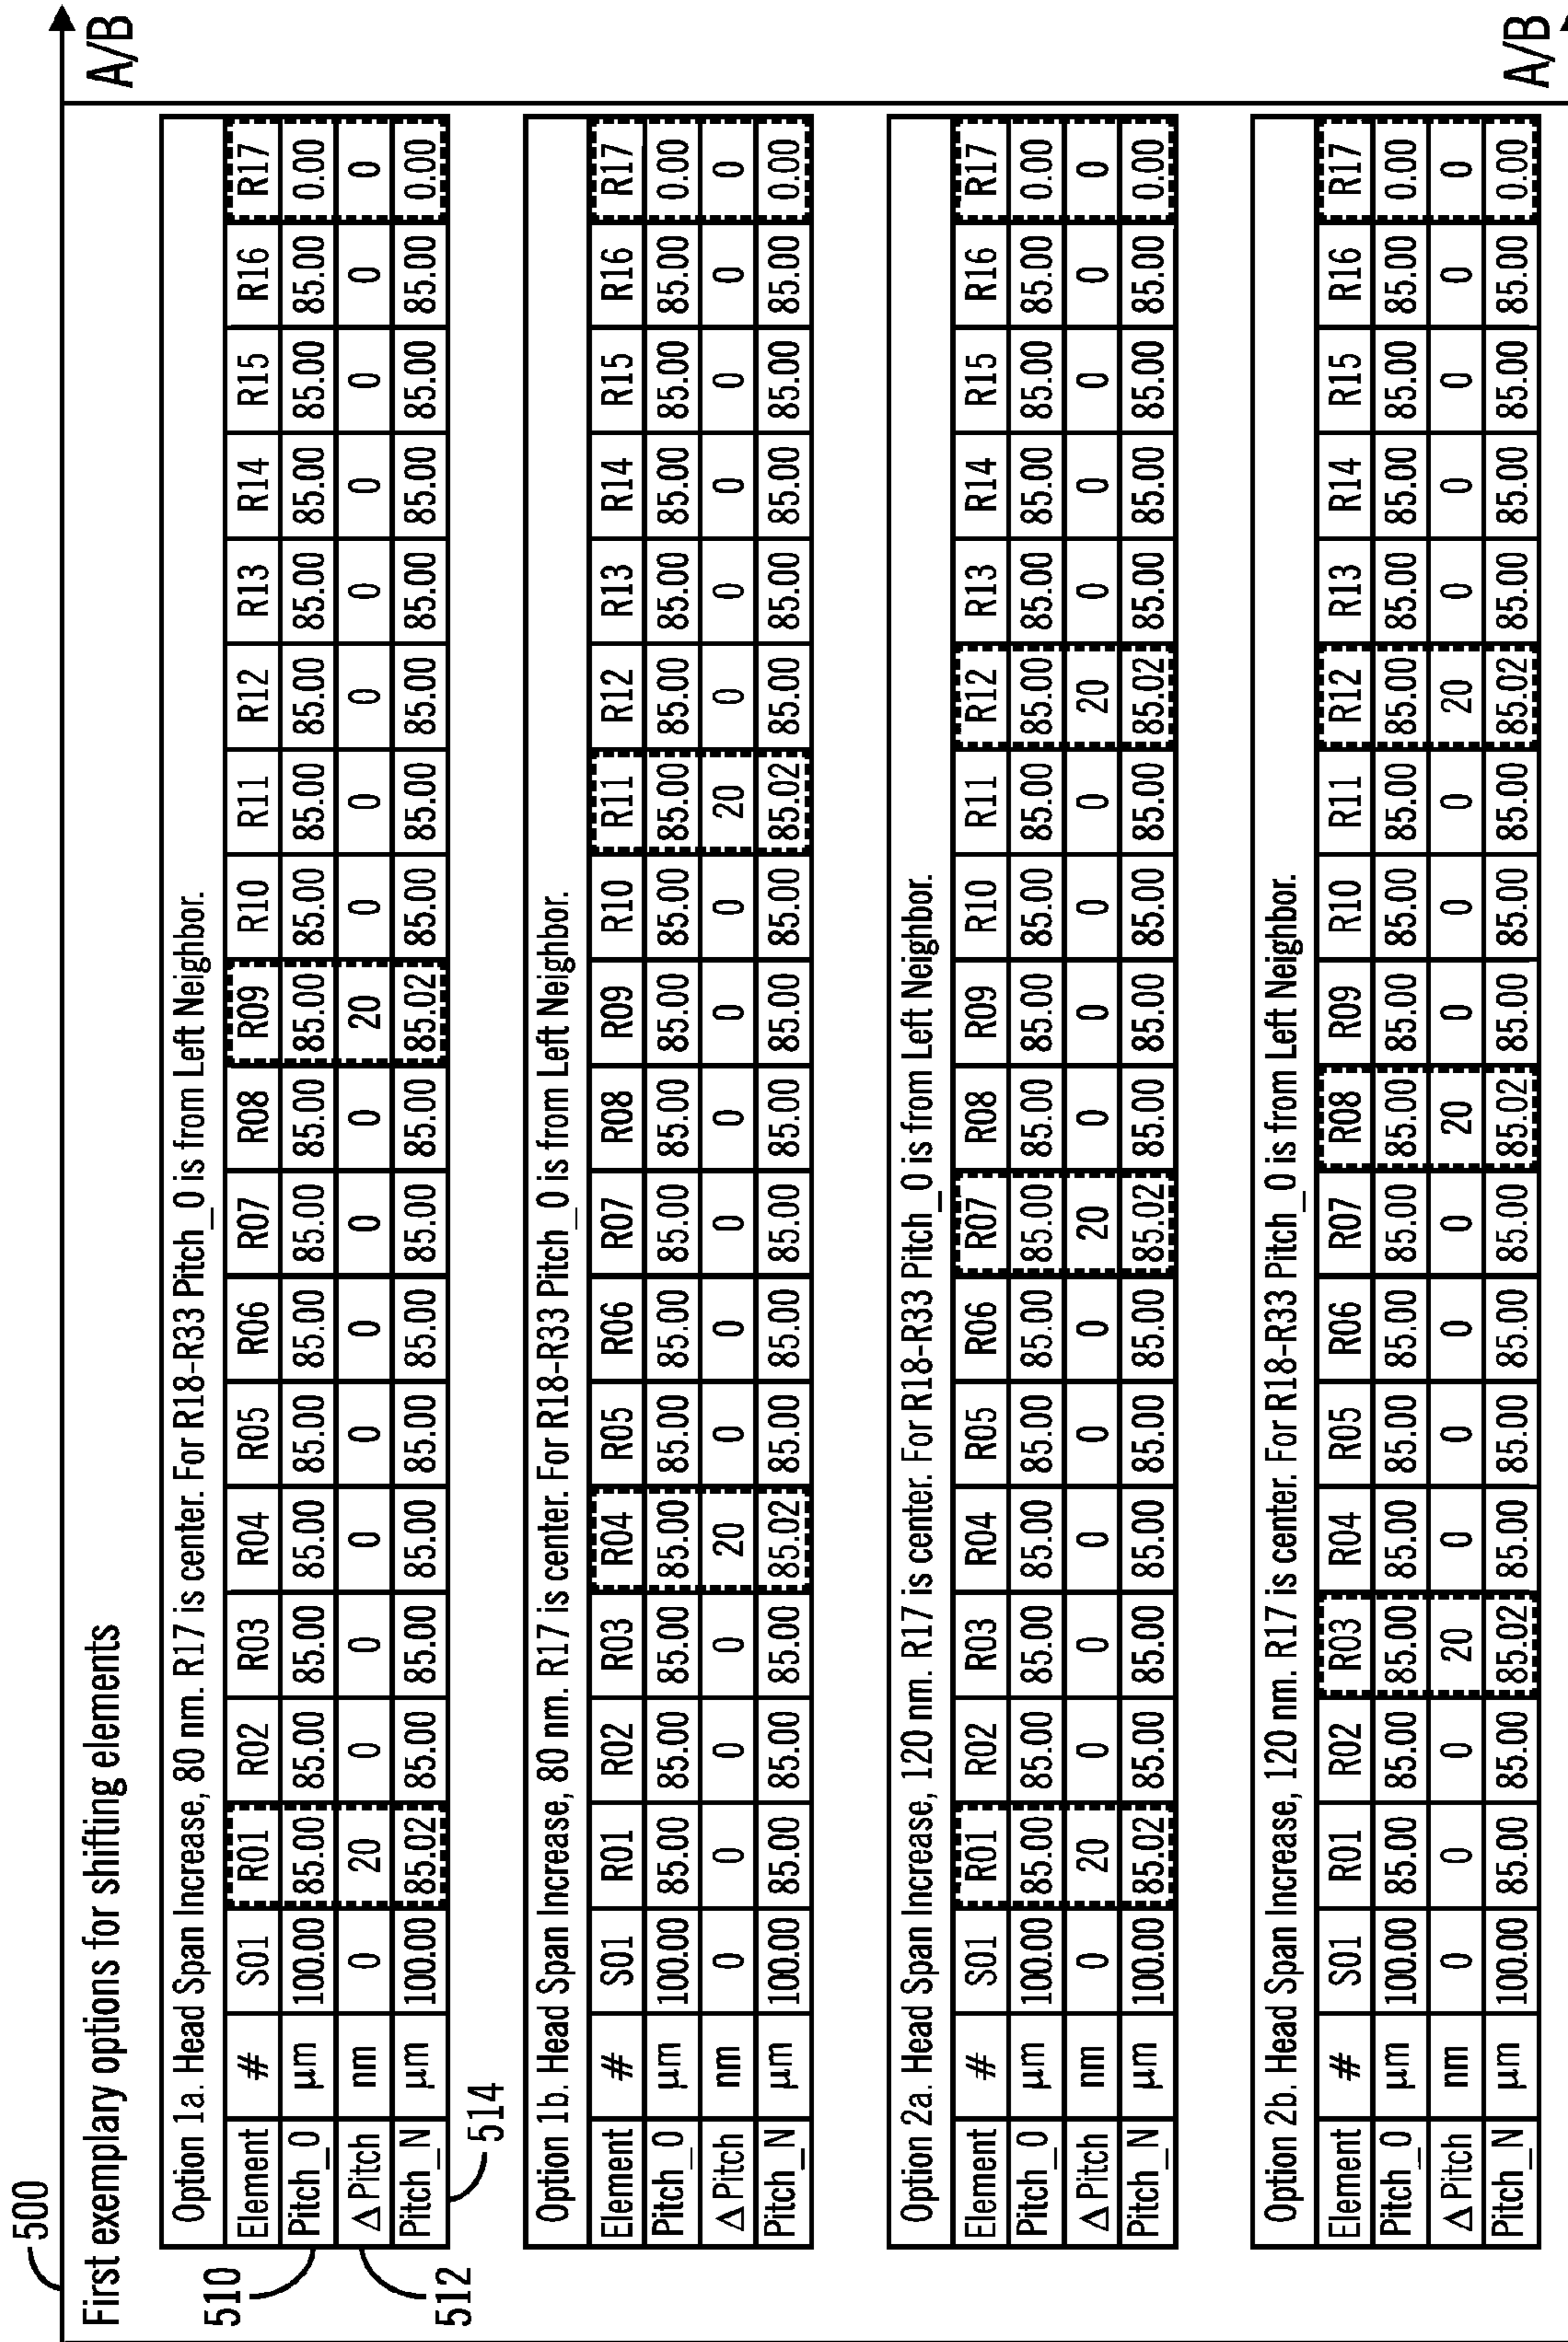 500
First exemplary options for shifting elements
A/B
Option 1a. Head Span Increase, 80 nm. R17 is center. For R18-R33 Pitch_0 is from Left Neighbor.
Element # S01 R01 R02 R03 R04 R05 R06 R07 R08 R09 R10 R11 R12 R13 R14 R15 R16 R17
510 Pitch_0 µm 100.00 85.00 85.00 85.00 85.00 85.00 85.00 85.00 85.00 85.00 85.00 85.00 85.00 85.00 85.00 85.00 85.00 0.00
512 Δ Pitch nm 0 20 0 0 0 0 0 0 0 20 0 0 0 0 0 0 0 0
Pitch_N µm 100.00 85.02 85.00 85.00 85.00 85.00 85.00 85.00 85.00 85.02 85.00 85.00 85.00 85.00 85.00 85.00 85.00 0.00
514
Option 1b. Head Span Increase, 80 nm. R17 is center. For R18-R33 Pitch_0 is from Left Neighbor.
Element # S01 R01 R02 R03 R04 R05 R06 R07 R08 R09 R10 R11 R12 R13 R14 R15 R16 R17
Pitch_0 µm 100.00 85.00 85.00 85.00 85.00 85.00 85.00 85.00 85.00 85.00 85.00 85.00 85.00 85.00 85.00 85.00 85.00 0.00
Δ Pitch nm 0 0 0 0 20 0 0 0 0 0 0 20 0 0 0 0 0 0
Pitch_N µm 100.00 85.00 85.00 85.00 85.02 85.00 85.00 85.00 85.00 85.00 85.00 85.02 85.00 85.00 85.00 85.00 85.00 0.00
Option 2a. Head Span Increase, 120 nm. R17 is center. For R18-R33 Pitch_0 is from Left Neighbor.
Element # S01 R01 R02 R03 R04 R05 R06 R07 R08 R09 R10 R11 R12 R13 R14 R15 R16 R17
Pitch_0 µm 100.00 85.00 85.00 85.00 85.00 85.00 85.00 85.00 85.00 85.00 85.00 85.00 85.00 85.00 85.00 85.00 85.00 0.00
Δ Pitch nm 0 20 0 0 0 0 0 20 0 0 0 0 20 0 0 0 0 0
Pitch_N µm 100.00 85.02 85.00 85.00 85.00 85.00 85.00 85.02 85.00 85.00 85.00 85.00 85.02 85.00 85.00 85.00 85.00 0.00
Option 2b. Head Span Increase, 120 nm. R17 is center. For R18-R33 Pitch_0 is from Left Neighbor.
Element # S01 R01 R02 R03 R04 R05 R06 R07 R08 R09 R10 R11 R12 R13 R14 R15 R16 R17
Pitch_0 µm 100.00 85.00 85.00 85.00 85.00 85.00 85.00 85.00 85.00 85.00 85.00 85.00 85.00 85.00 85.00 85.00 85.00 0.00
Δ Pitch nm 0 0 0 20 0 0 0 0 20 0 0 0 20 0 0 0 0 0
Pitch_N µm 100.00 85.00 85.00 85.02 85.00 85.00 85.00 85.00 85.02 85.00 85.00 85.00 85.02 85.00 85.00 85.00 85.00 0.00
A/B